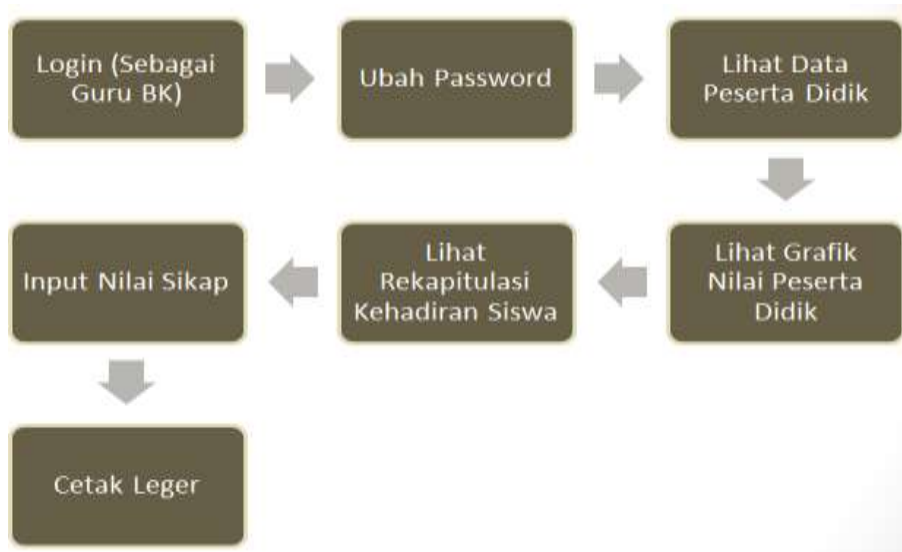 Login (Sebagai
Guru BK)
Ubah Password
Lihat Data
Peserta Didik
Lihat Grafik
Nilai Peserta
Didik
Lihat
Rekapitulasi
Kehadiran Siswa
Input Nilai Sikap
Cetak Leger